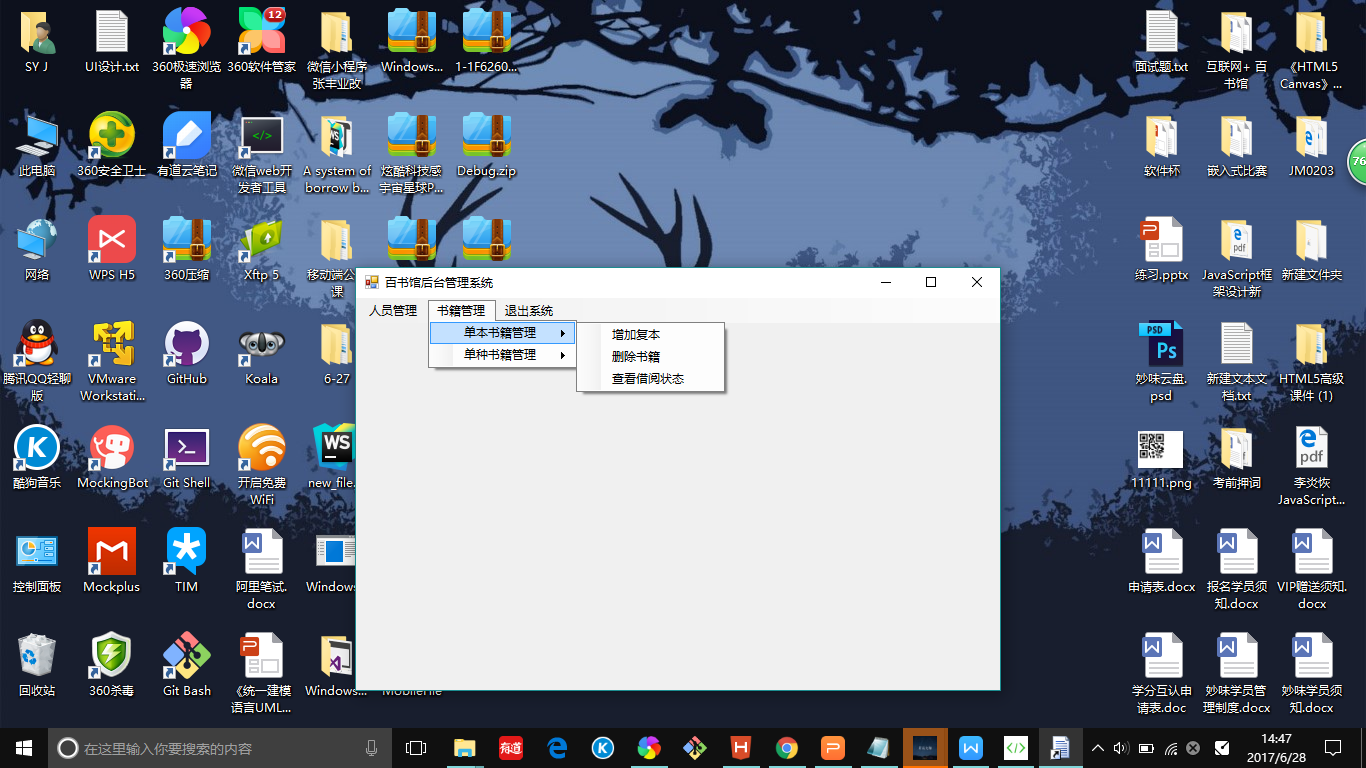 SY J
UI设计.txt
360极速浏览
器
12
360软件管家
微信小程序
张丰业改
Windows...
1-1F6260...
面试题.txt
互联网+ 百
书馆
《HTML5
Canvas》...
此电脑
360安全卫士
有道云笔记
微信web开
发者工具
A system of
borrow b...
炫酷科技感
宇宙星球P...
Debug.zip
软件杯
嵌入式比赛
JM0203
76
网络
WPS H5
360压缩
Xftp 5
移动端公
课
练习.pptx
JavaScript框
架设计新
新建文件夹
百书馆后台管理系统
人员管理
书籍管理
退出系统
单本书籍管理
单种书籍管理
增加复本
删除书籍
查看借阅状态
腾讯QQ轻聊
版
VMware
Workstati...
GitHub
Koala
6-27
PSD
Ps
妙味云盘.
psd
新建文本文
档.txt
HTML5高级
课件 (1)
酷狗音乐
MockingBot
Git Shell
开启免费
WiFi
WS
new_file.
11111.png
考前押词
pdf
李炎恢
JavaScript...
控制面板
Mockplus
TIM
阿里笔试.
docx
Windows
申请表.docx
报名学员须
知.docx
VIP赠送须知.
docx
回收站
360杀毒
Git Bash
《统一建模
语言UML...
Windows...
MobileFile
学分互认申
请表.doc
妙味学员管
理制度.docx
妙味学员须
知.docx
在这里输入你要搜索的内容
有道
14:47
2017/6/28